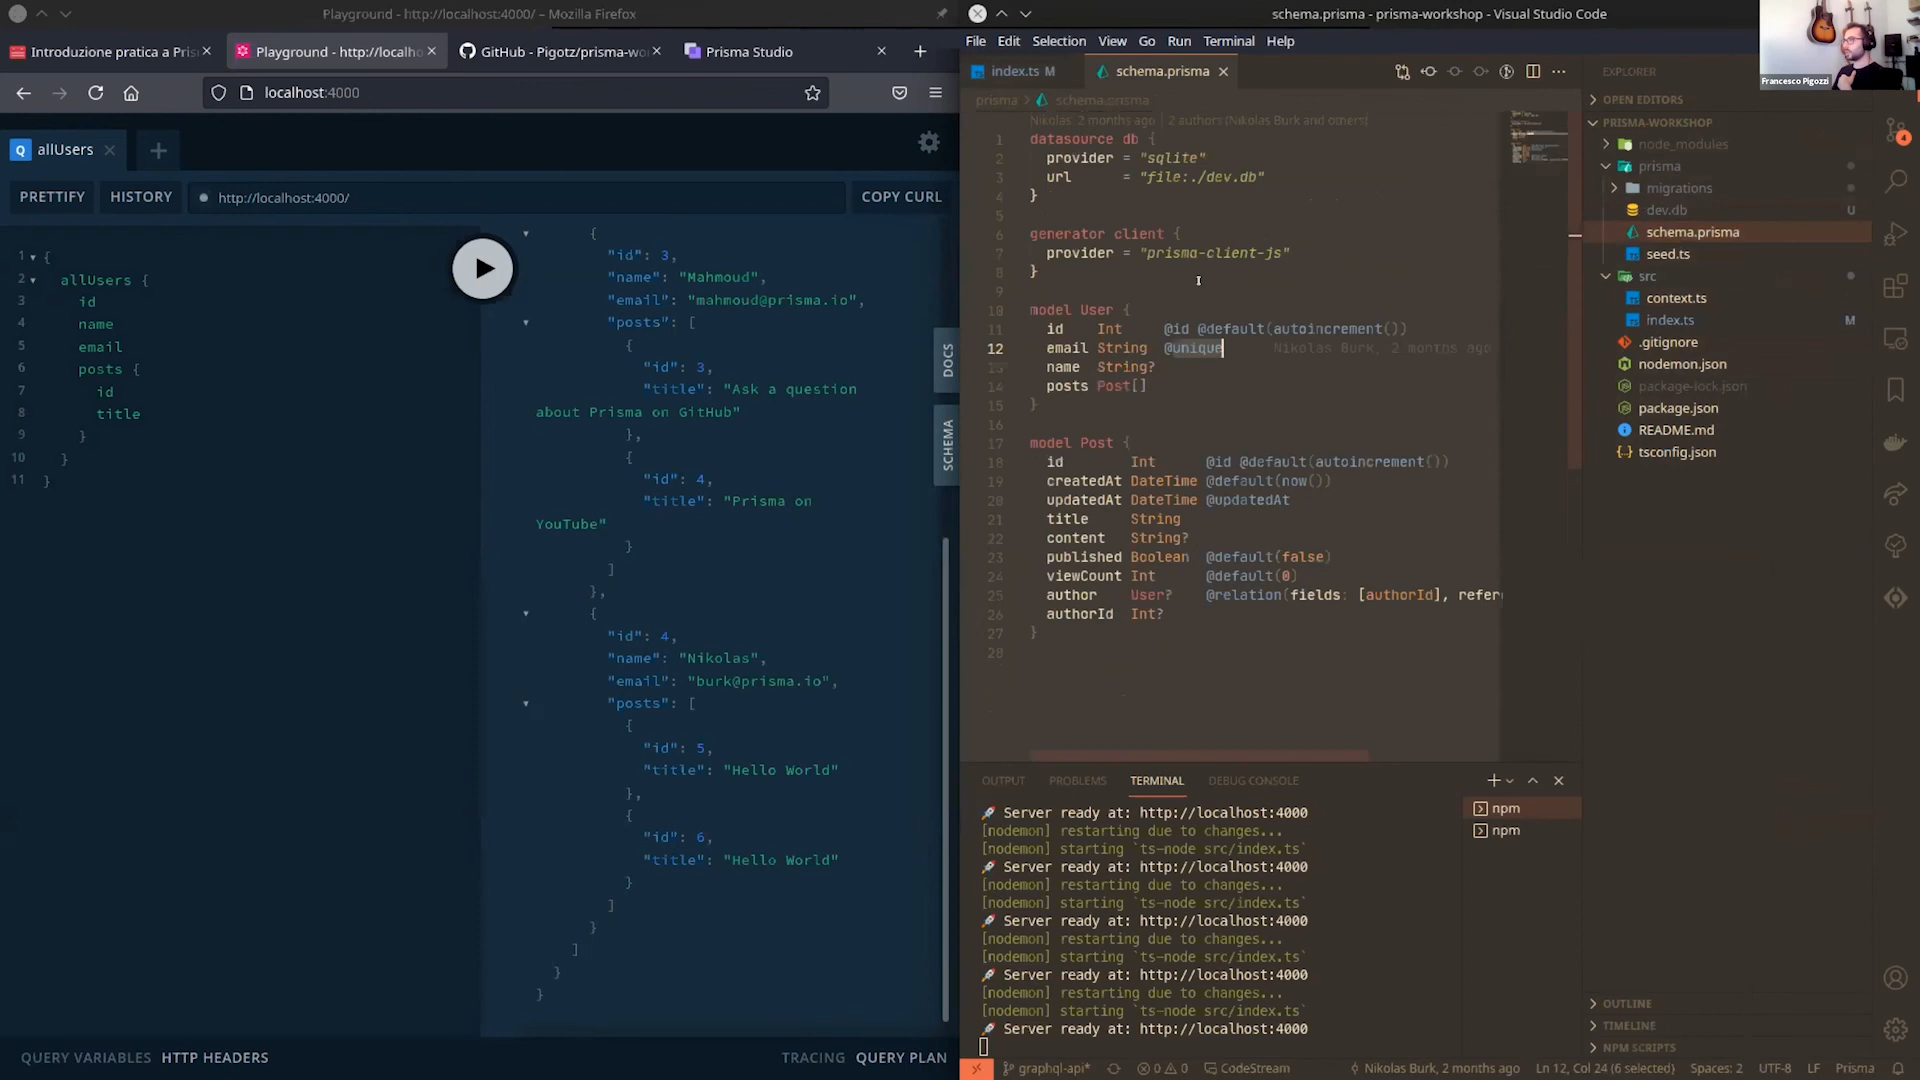 Playground - http://localhost:4000/ – Mozilla Firefox
Introduzione pratica a Pris
Playground - http://localho
GitHub - Pigotz/prisma-wo
Prisma Studio
localhost:4000
allUsers
PRETTIFY
HISTORY
http://localhost:4000/
COPY CURL
1 {
2 allUsers {
3 id
4 name
5 email
6 posts {
7 id
8 title
9 }
10 }
11 }
{
"id": 3,
"name": "Mahmoud",
"email": "mahmoud@prisma.io",
"posts": [
{
"id": 3,
"title": "Ask a question
about Prisma on GitHub"
},
{
"id": 4,
"title": "Prisma on
YouTube"
}
]
},
{
"id": 4,
"name": "Nikolas",
"email": "burk@prisma.io",
"posts": [
{
"id": 5,
"title": "Hello World"
},
{
"id": 6,
"title": "Hello World"
}
]
}
]
}
}
DOCS
SCHEMA
QUERY VARIABLES
HTTP HEADERS
TRACING
QUERY PLAN
schema.prisma - prisma-workshop - Visual Studio Code
File Edit Selection View Go Run Terminal Help
index.ts M
schema.prisma
prisma > schema.prisma
Nikolas, 2 months ago | 2 authors (Nikolas Burk and others)
1 datasource db {
2 provider = "sqlite"
3 url = "file:./dev.db"
4 }
5
6 generator client {
7 provider = "prisma-client-js"
8 }
9
10 model User {
11 id Int @id @default(autoincrement())
12 email String @unique Nikolas Burk, 2 months ago
13 name String?
14 posts Post[]
15 }
16
17 model Post {
18 id Int @id @default(autoincrement())
19 createdAt DateTime @default(now())
20 updatedAt DateTime @updatedAt
21 title String
22 content String?
23 published Boolean @default(false)
24 viewCount Int @default(0)
25 author User? @relation(fields: [authorId], refer
26 authorId Int?
27 }
28
OUTPUT
PROBLEMS
TERMINAL
DEBUG CONSOLE
Server ready at: http://localhost:4000
[nodemon] restarting due to changes...
[nodemon] starting `ts-node src/index.ts`
Server ready at: http://localhost:4000
[nodemon] restarting due to changes...
[nodemon] starting `ts-node src/index.ts`
Server ready at: http://localhost:4000
[nodemon] restarting due to changes...
[nodemon] starting `ts-node src/index.ts`
Server ready at: http://localhost:4000
[nodemon] restarting due to changes...
[nodemon] starting `ts-node src/index.ts`
Server ready at: http://localhost:4000
npm
npm
EXPLORER
OPEN EDITORS
PRISMA-WORKSHOP
node_modules
prisma
migrations
dev.db U
schema.prisma
seed.ts
src
context.ts
index.ts M
.gitignore
nodemon.json
package-lock.json
package.json
README.md
tsconfig.json
OUTLINE
TIMELINE
NPM SCRIPTS
Francesco Pigozzi
4
graphql-api*
0 0
CodeStream
Nikolas Burk, 2 months ago
Ln 12, Col 24 (6 selected)
Spaces: 2
UTF-8
LF
Prisma